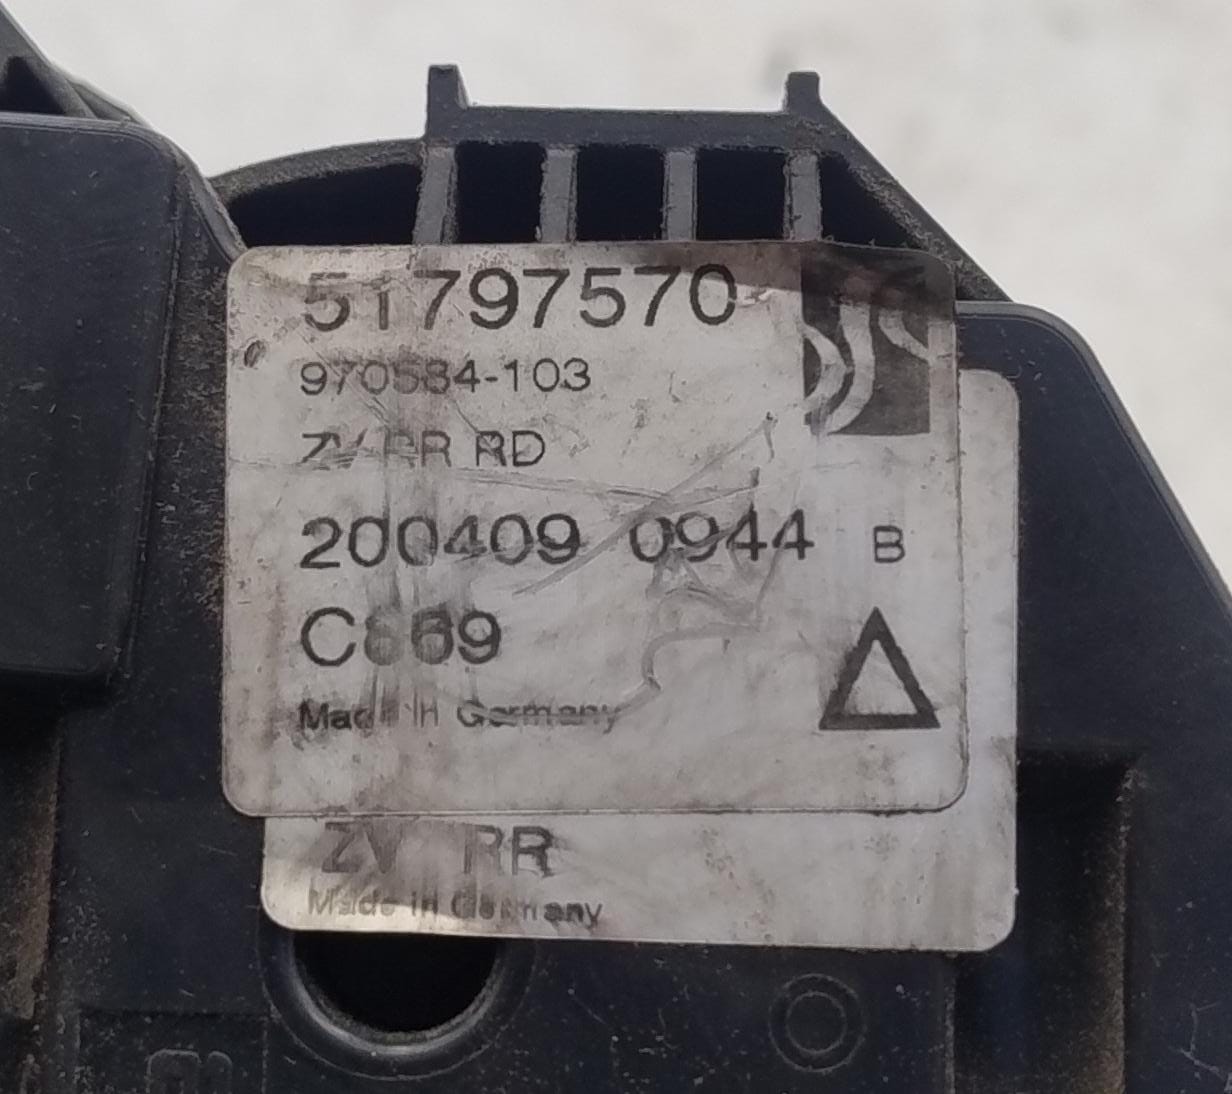 51797570
970584-103
ZV RR RD
200409 0944 B
C869
Made in Germany
ZV RR
Made in Germany